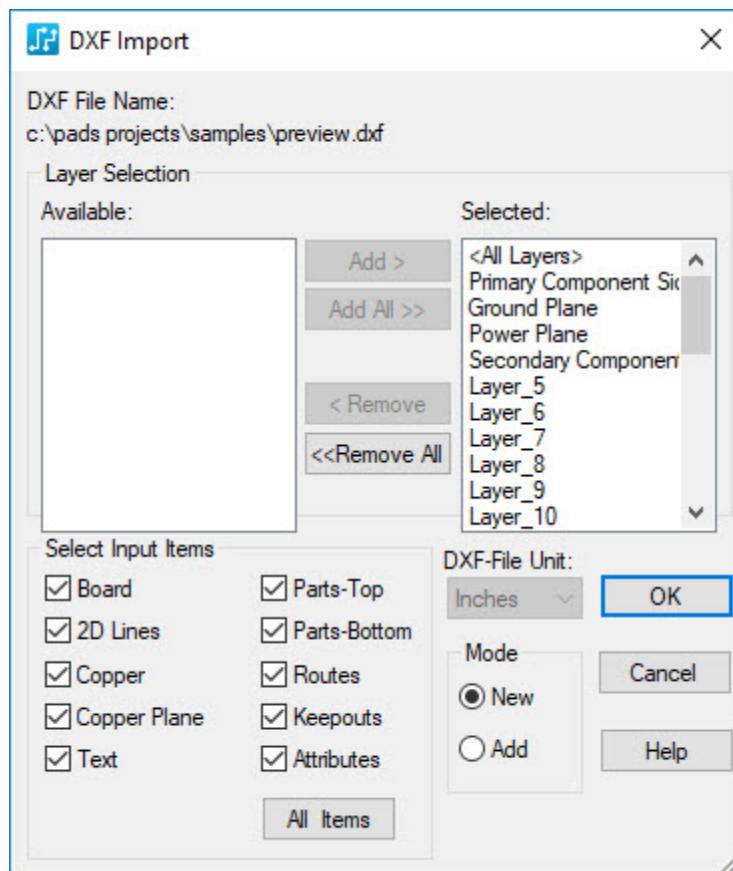 DXF Import
DXF File Name:
c:\pads projects\samples\preview.dxf
Layer Selection
Available:
Selected:
Add >
Add All >>
< Remove
<<Remove All
<All Layers>
Primary Component
Ground Plane
Power Plane
Secondary Component
Layer_5
Layer_6
Layer_7
Layer_8
Layer_9
Layer_10
Select Input Items
Board
2D Lines
Copper
Copper Plane
Text
Parts-Top
Parts-Bottom
Routes
Keepouts
Attributes
All Items
DXF-File Unit:
Inches
Mode
New
Add
OK
Cancel
Help